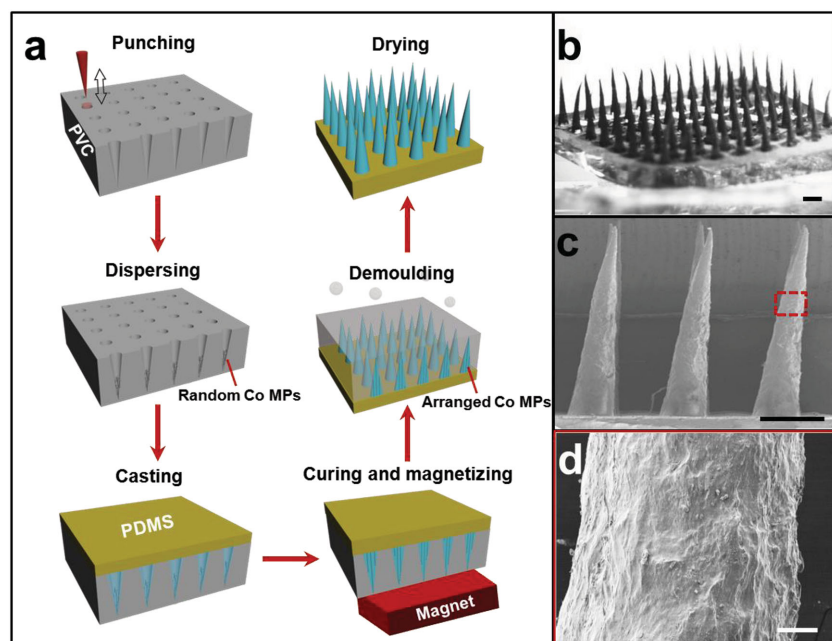 a
Punching
PVC
Dispersing
Random Co MPs
Casting
PDMS
Curing and magnetizing
Magnet
Demoulding
Arranged Co MPs
Drying
b
c
d